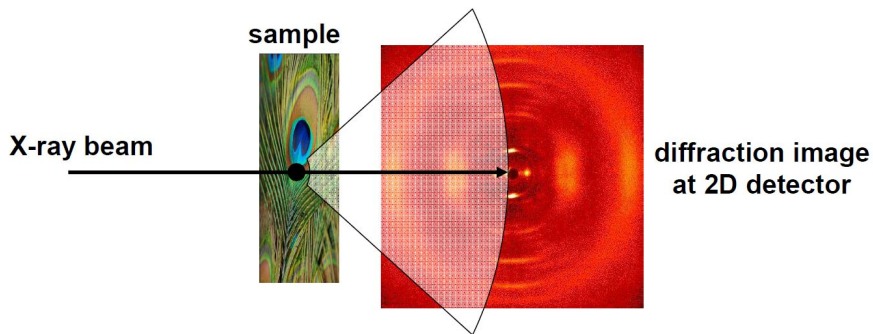 sample
X-ray beam
diffraction image
at 2D detector